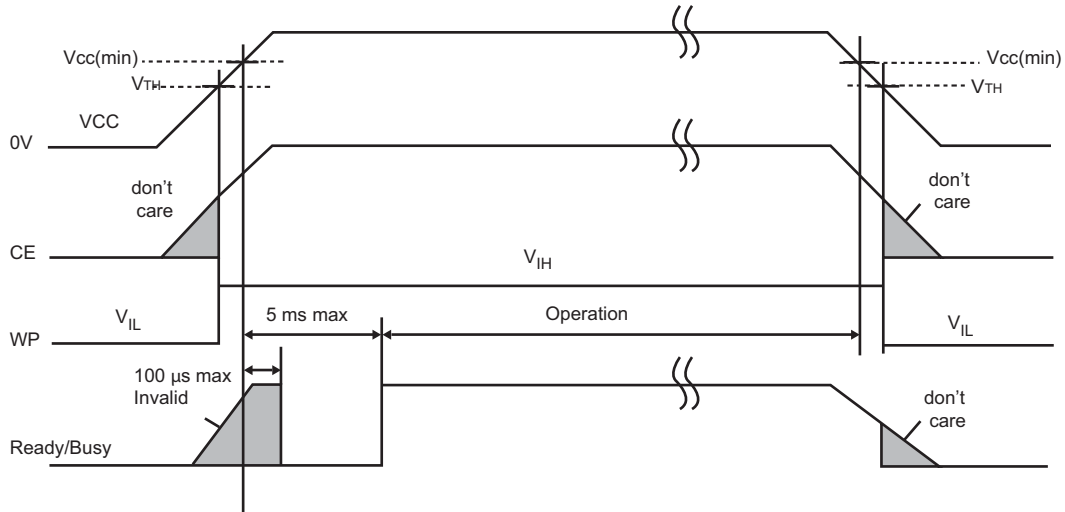 Vcc(min)
VTH
VCC
0V
Vcc(min)
VTH
don't
care
don't
care
CE
VIH
VIL
5 ms max
Operation
VIL
WP
100 µs max
Invalid
don't
care
Ready/Busy